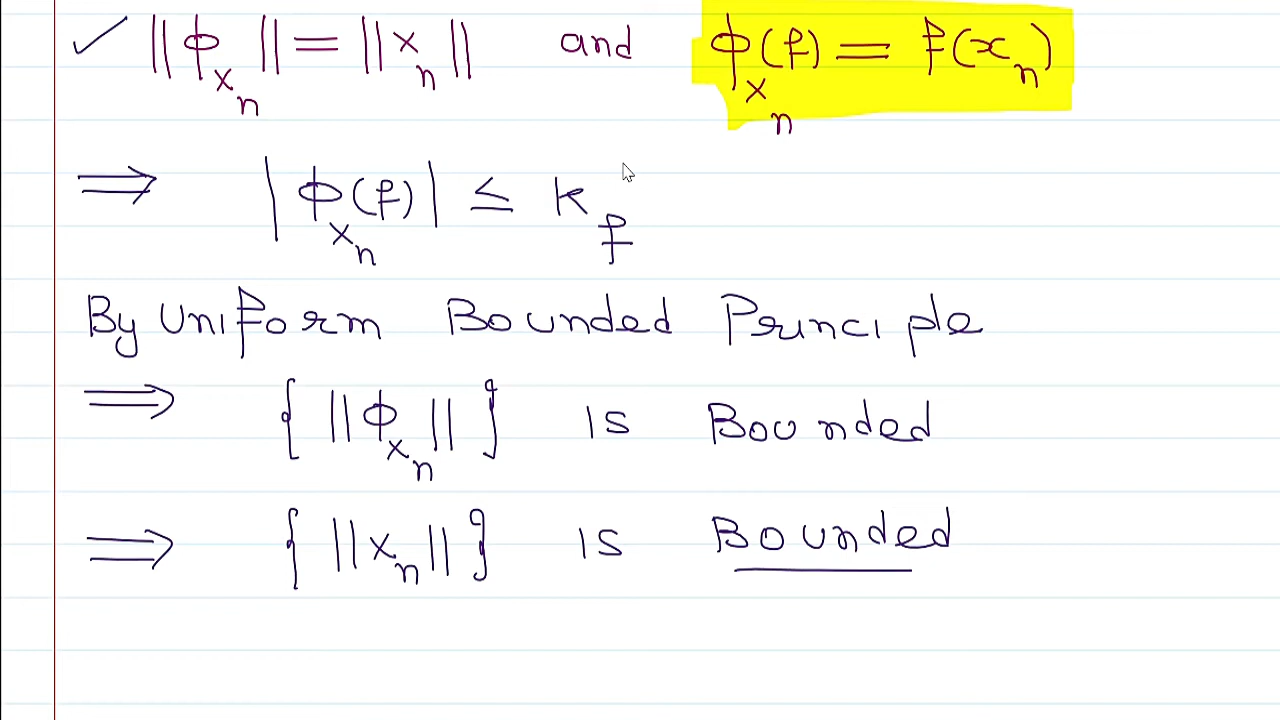 ✓ ||ϕ_{x_n}|| = ||x_n|| and ϕ_{x_n}(f) = f(x_n)
⟹ |ϕ_{x_n}(f)| ≤ k_f
By Uniform Bounded Principle
⟹ {||ϕ_{x_n}||} is Bounded
⟹ {||x_n||} is Bounded